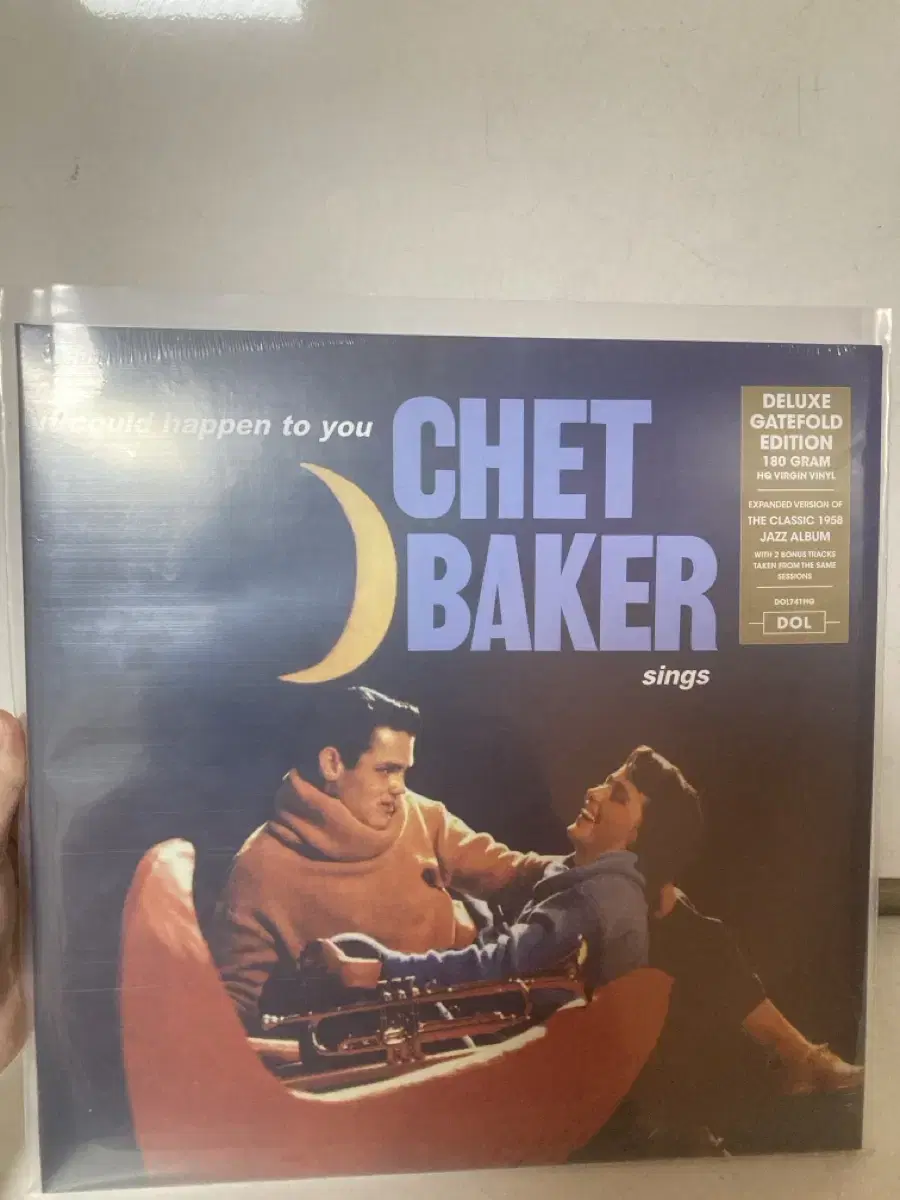 it could happen to you
CHET
BAKER
sings
DELUXE
GATEFOLD
EDITION
180 GRAM
HQ VIRGIN VINYL
EXPANDED VERSION OF
THE CLASSIC 1958
JAZZ ALBUM
WITH 2 BONUS TRACKS
TAKEN FROM THE SAME
SESSIONS
DOL741HG
DOL